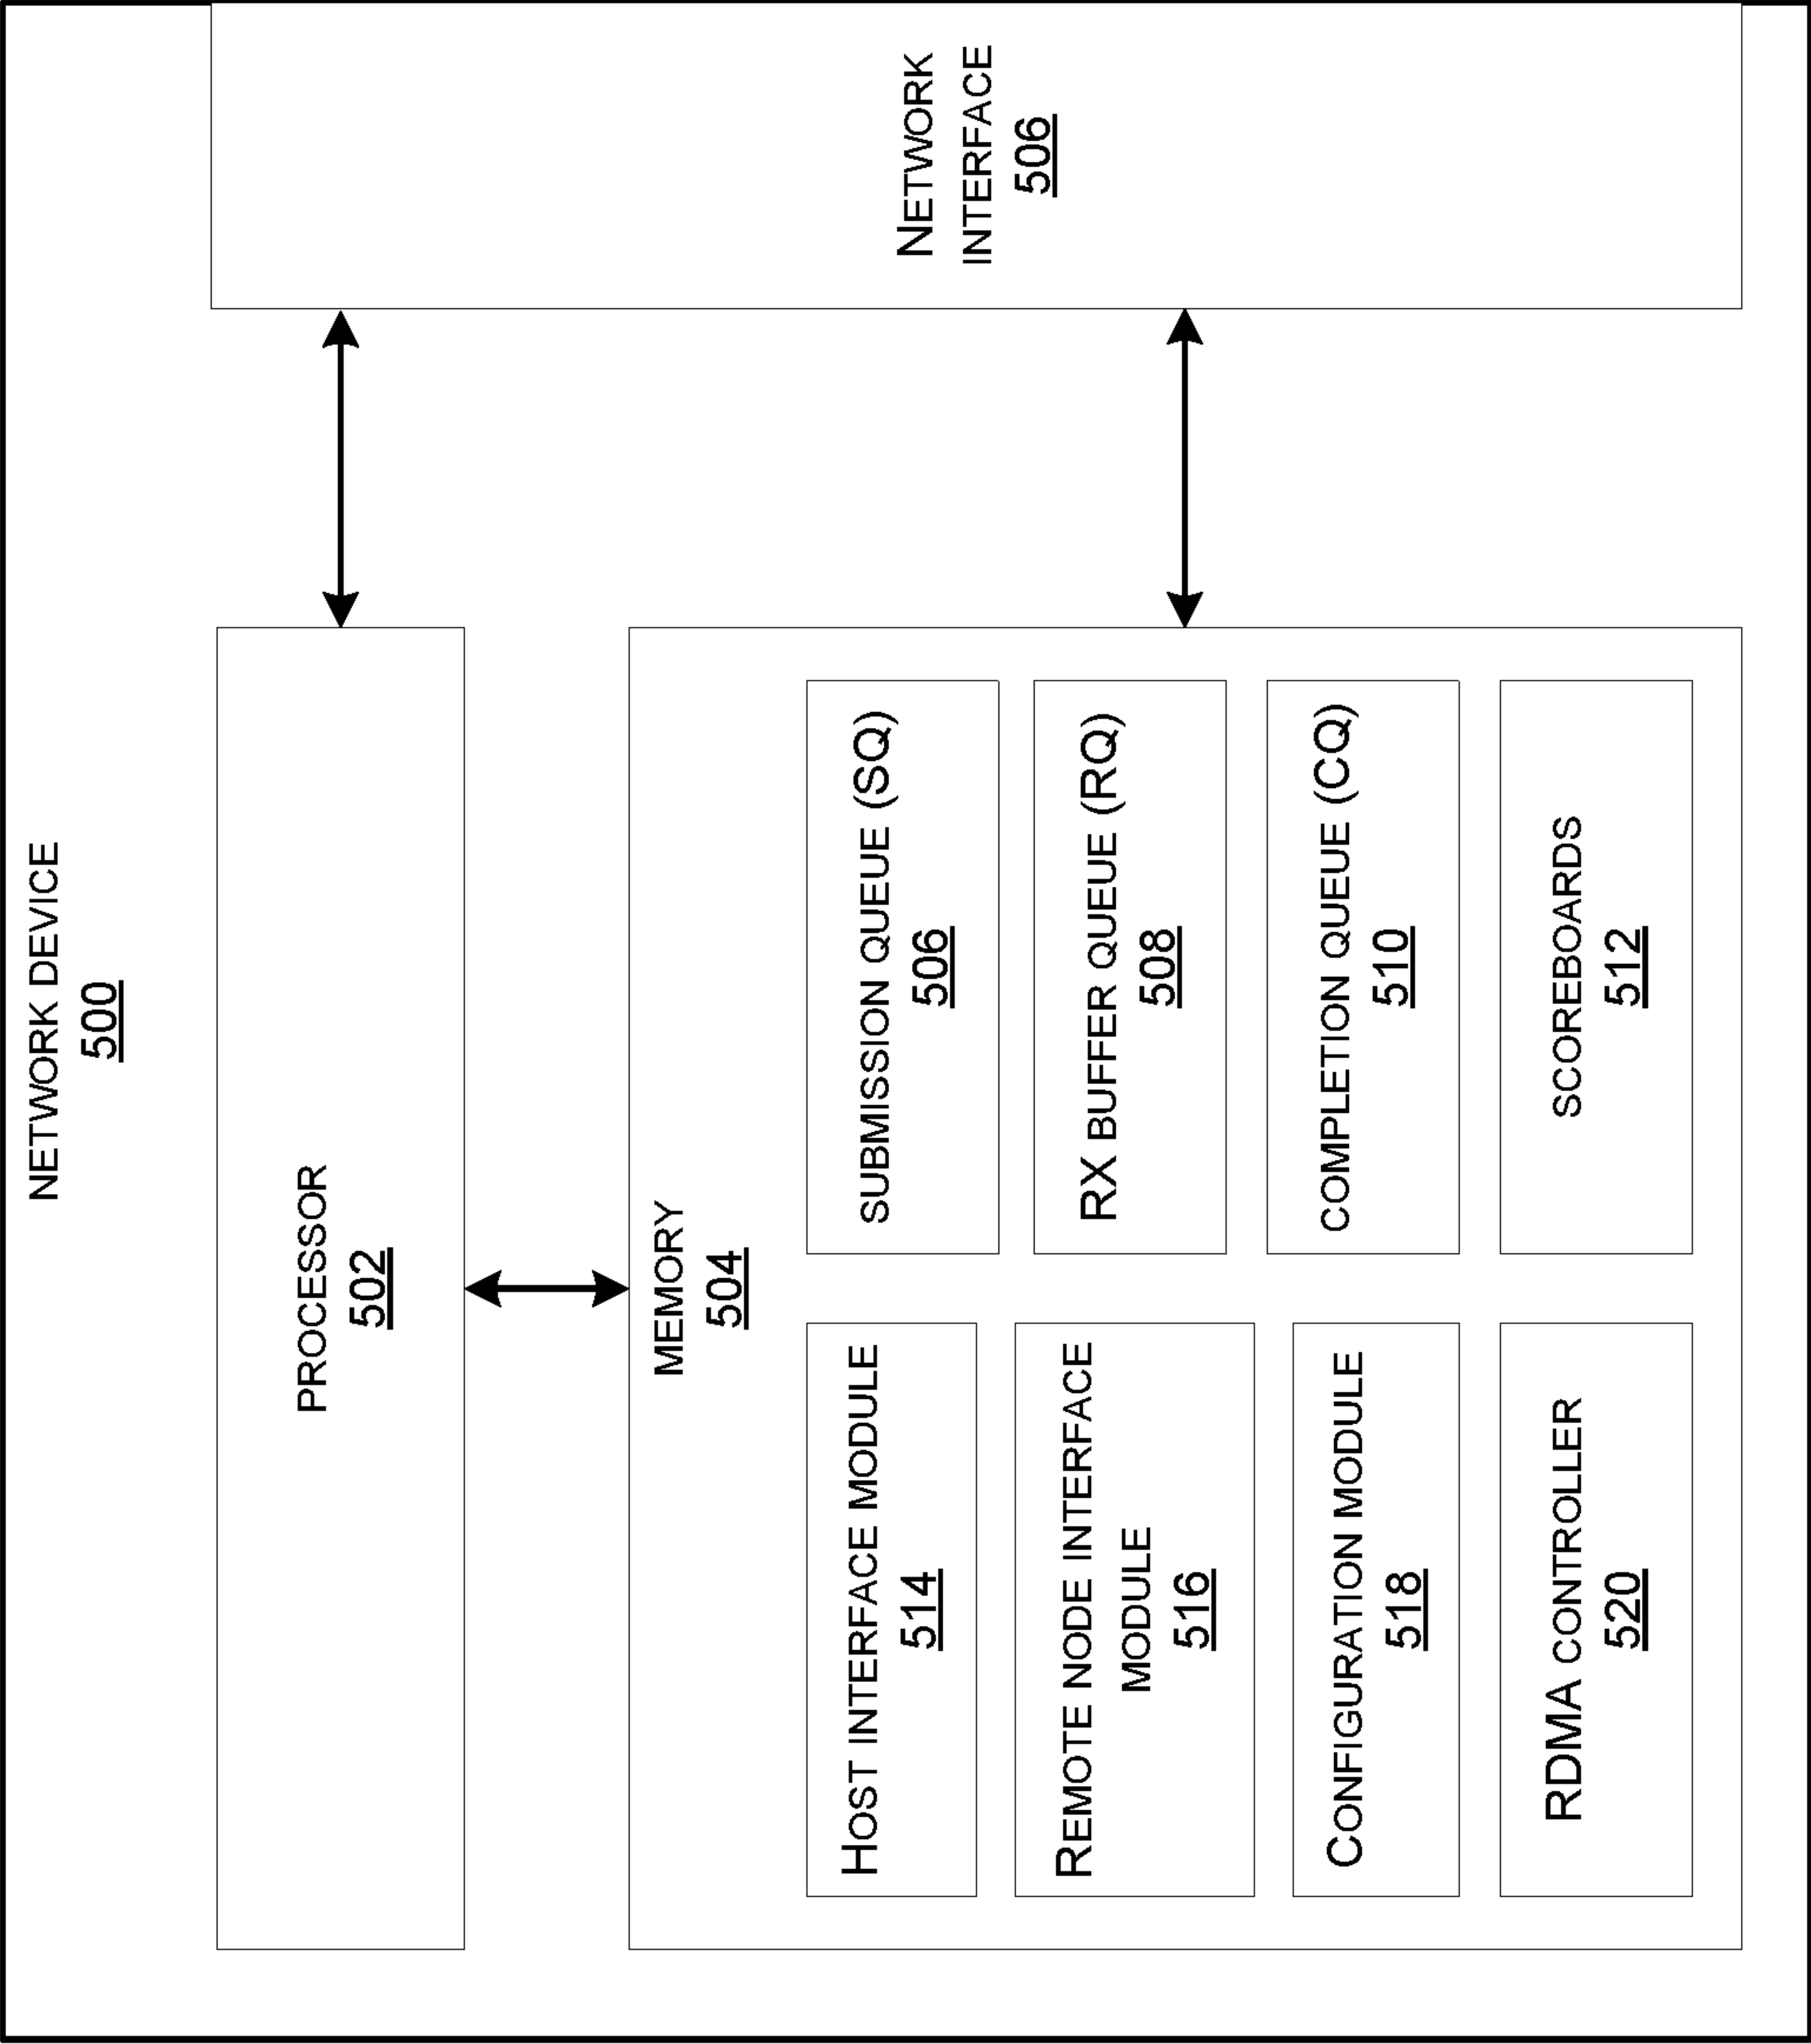 NETWORK DEVICE
500
PROCESSOR
502
MEMORY
504
HOST INTERFACE MODULE
514
REMOTE NODE INTERFACE
MODULE
516
CONFIGURATION MODULE
518
RDMA CONTROLLER
520
SUBMISSION QUEUE (SQ)
506
RX BUFFER QUEUE (RQ)
508
COMPLETION QUEUE (CQ)
510
SCOREBOARDS
512
NETWORK
INTERFACE
506